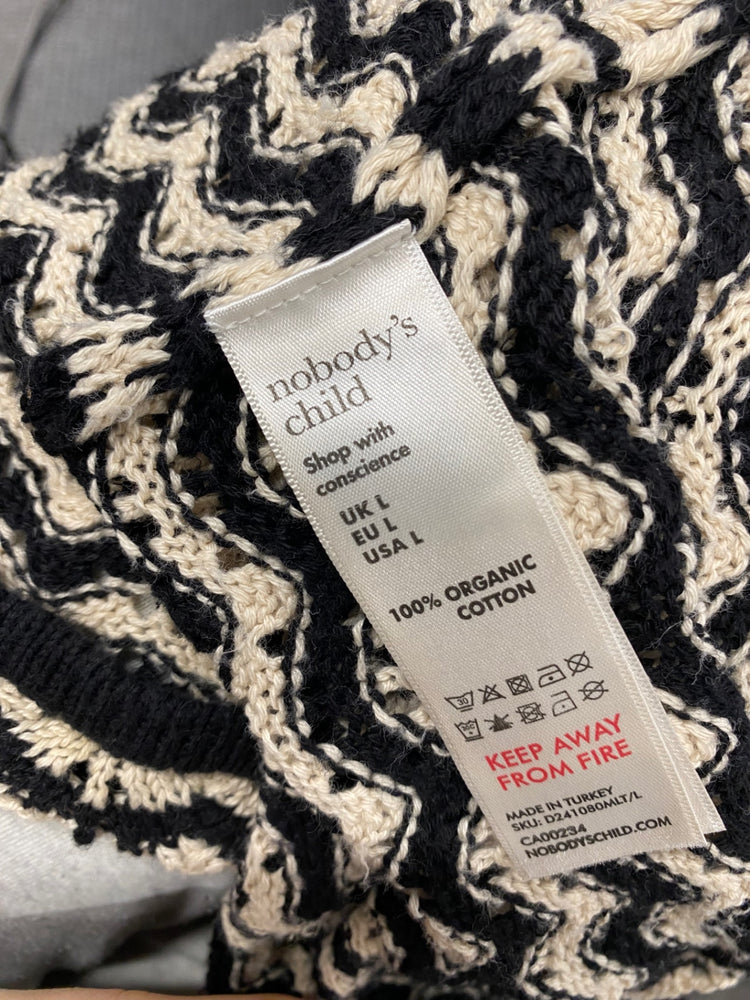 nobody's
child
Shop with
conscience
UK L
EU L
USA L
100% ORGANIC
COTTON
30
KEEP AWAY
FROM FIRE
MADE IN TURKEY
SKU: D241080MLT/L
CA00234
NOBODYSCHILD.COM